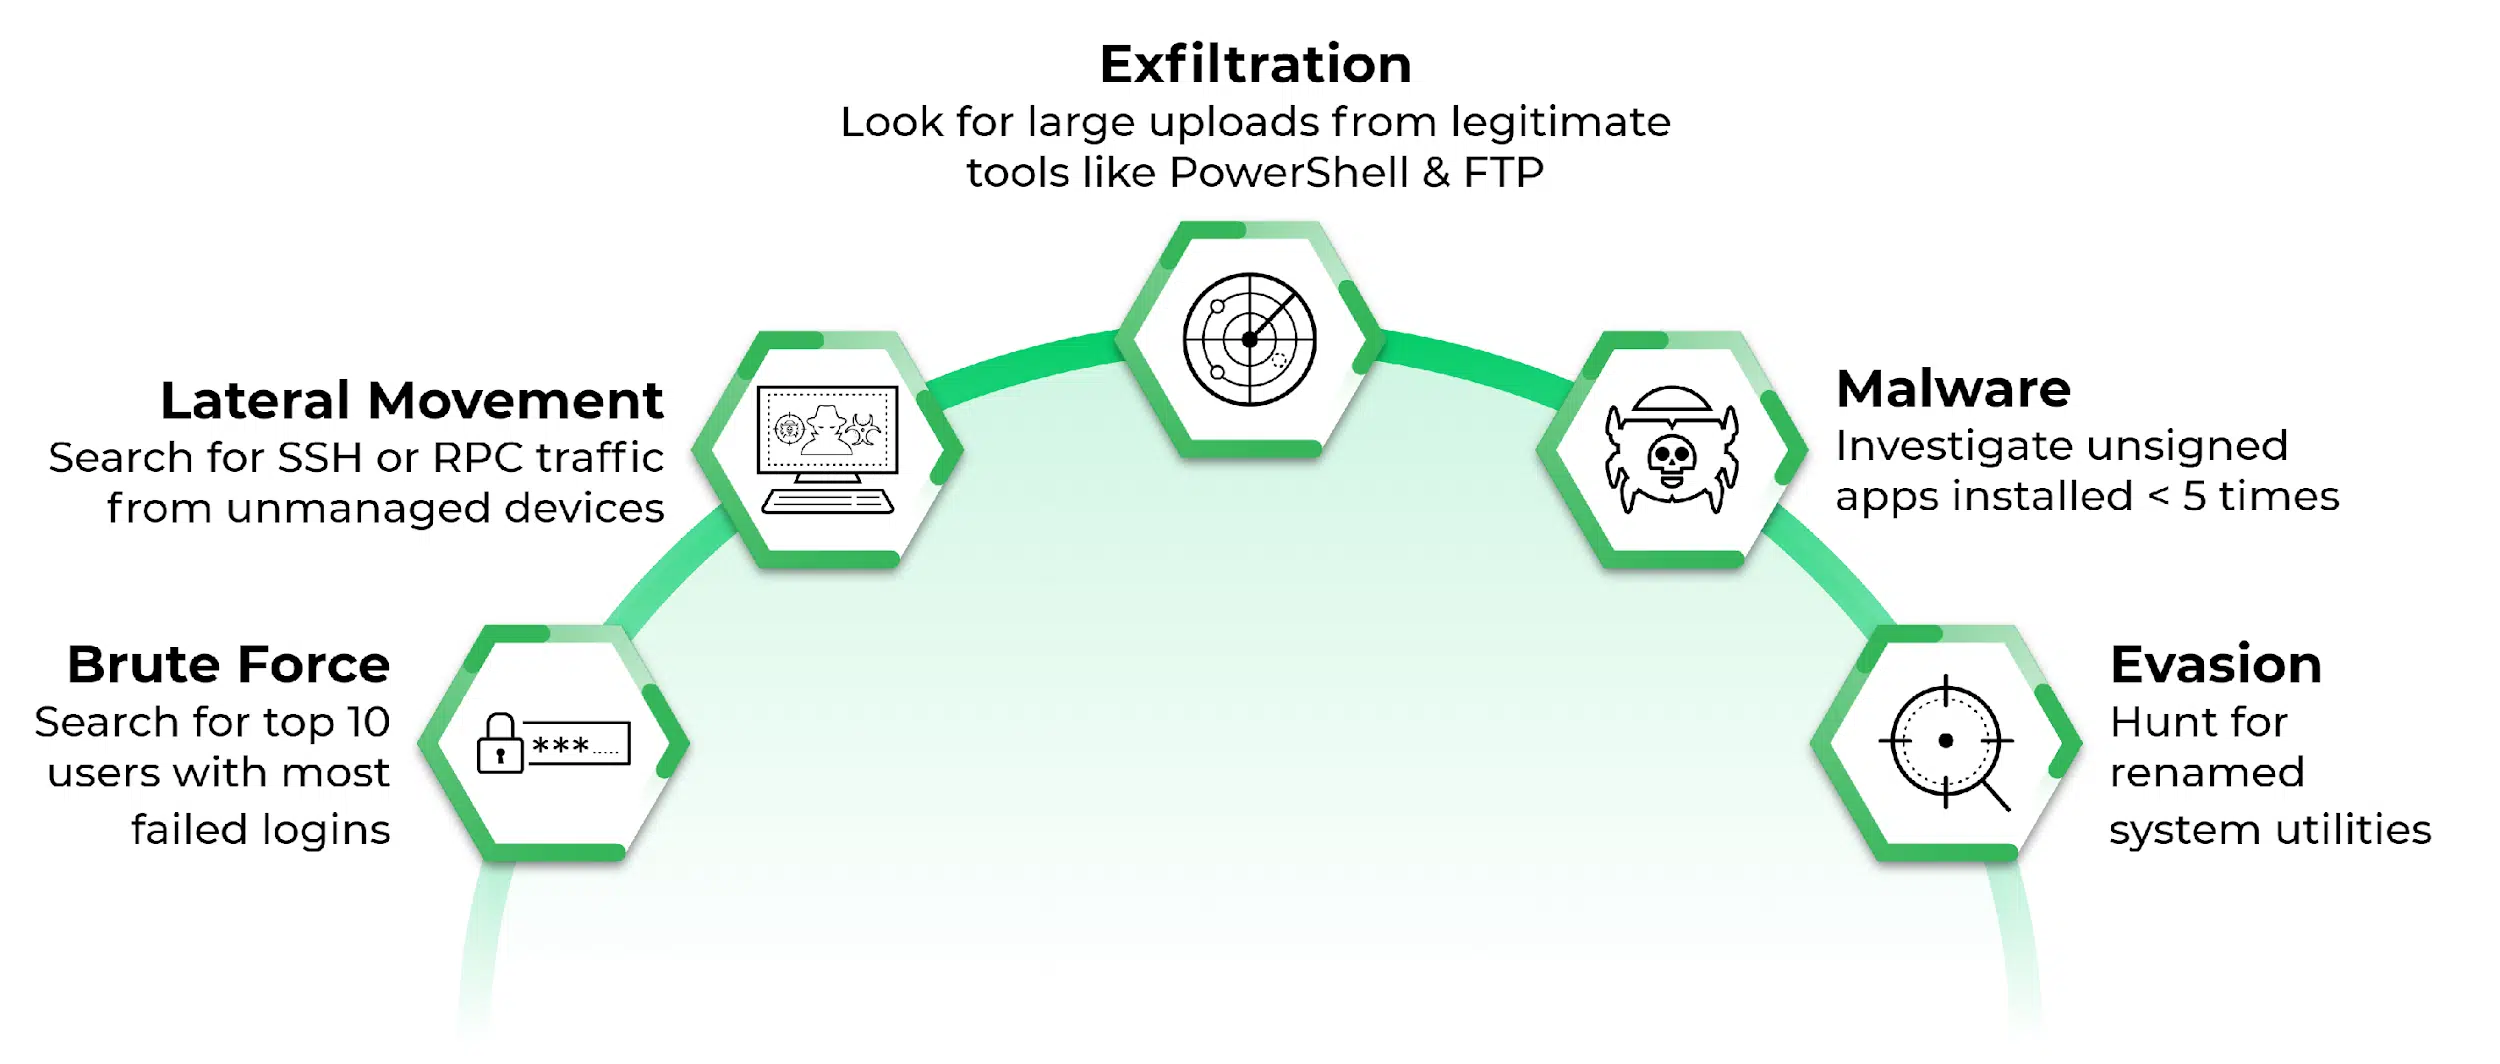 Exfiltration
Look for large uploads from legitimate
tools like PowerShell & FTP
Lateral Movement
Search for SSH or RPC traffic
from unmanaged devices
Malware
Investigate unsigned
apps installed < 5 times
Brute Force
Search for top 10
users with most
failed logins
***.....
Evasion
Hunt for
renamed
system utilities